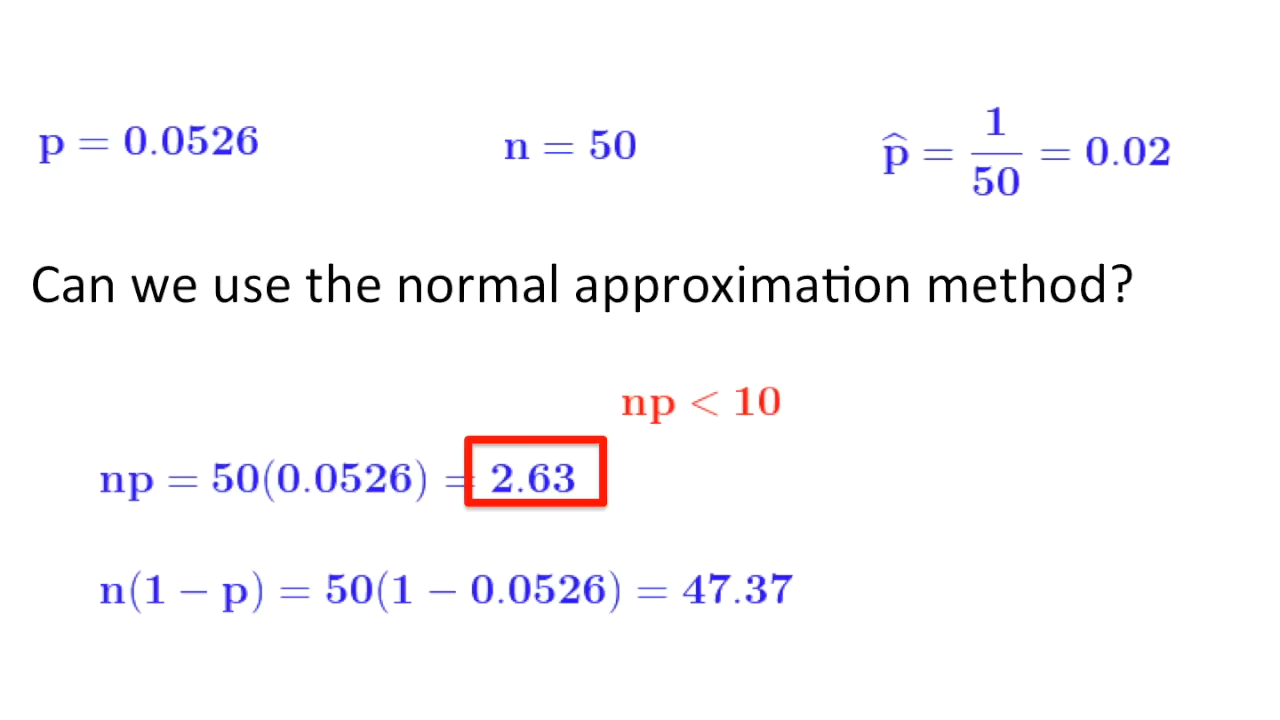 p = 0.0526 n = 50 p̂ = 1/50 = 0.02
Can we use the normal approximation method?
np < 10
np = 50(0.0526) = 2.63
n(1 − p) = 50(1 − 0.0526) = 47.37